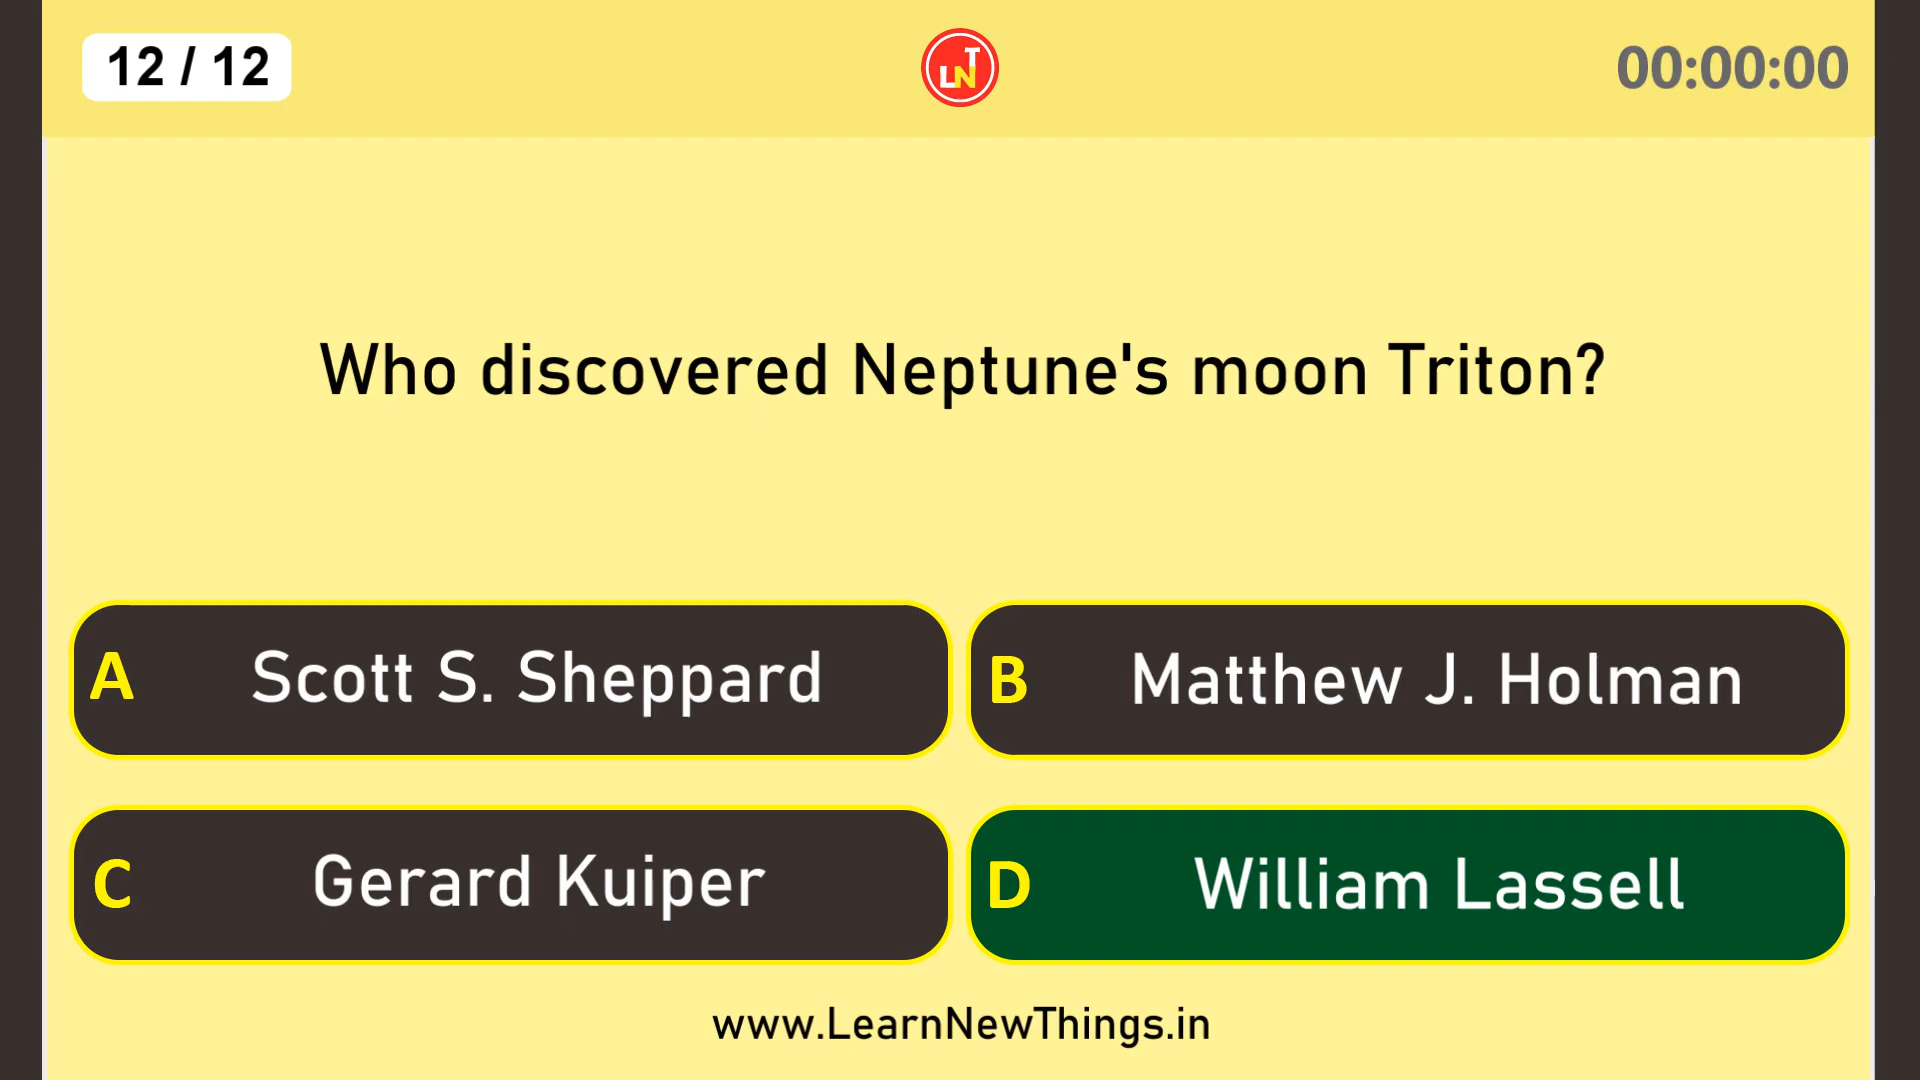 12 / 12
LNT
00:00:00
Who discovered Neptune's moon Triton?
A Scott S. Sheppard
B Matthew J. Holman
C Gerard Kuiper
D William Lassell
www.LearnNewThings.in